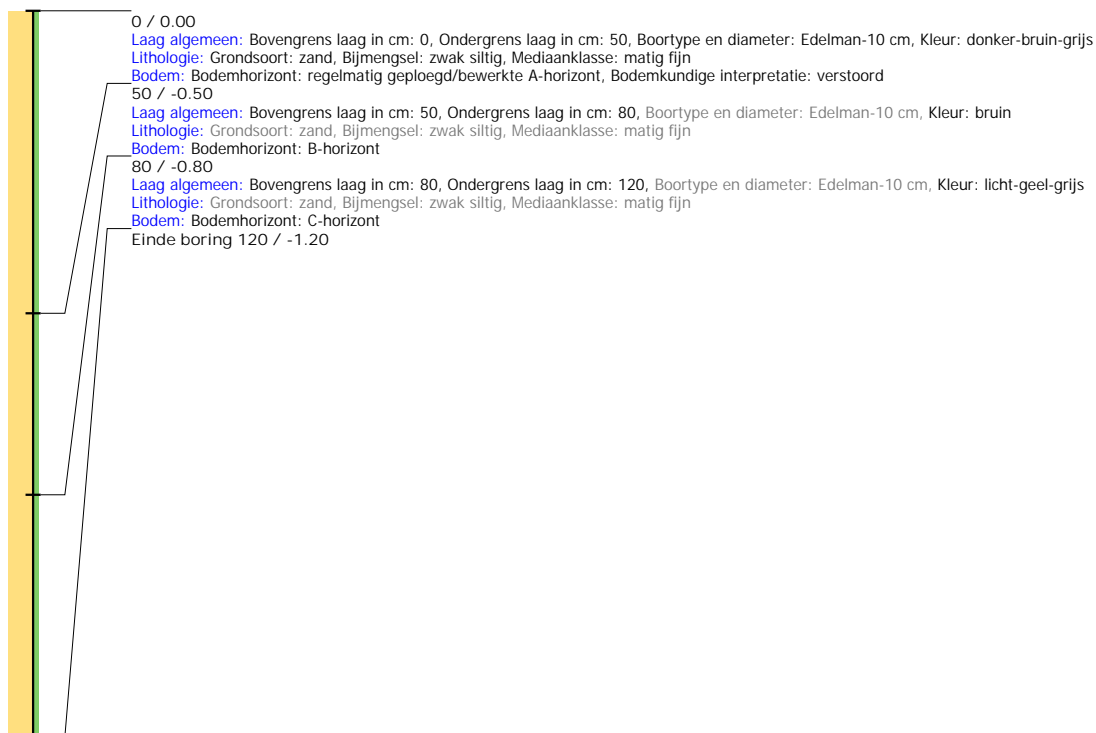 0 / 0.00
Laag algemeen: Bovengrens laag in cm: 0, Ondergrens laag in cm: 50, Boortype en diameter: Edelman-10 cm, Kleur: donker-bruin-grijs
Lithologie: Grondsoort: zand, Bijmengsel: zwak siltig, Mediaanklasse: matig fijn
Bodem: Bodemhorizont: regelmatig geploegd/bewerkte A-horizont, Bodemkundige interpretatie: verstoord
50 / -0.50
Laag algemeen: Bovengrens laag in cm: 50, Ondergrens laag in cm: 80, Boortype en diameter: Edelman-10 cm, Kleur: bruin
Lithologie: Grondsoort: zand, Bijmengsel: zwak siltig, Mediaanklasse: matig fijn
Bodem: Bodemhorizont: B-horizont
80 / -0.80
Laag algemeen: Bovengrens laag in cm: 80, Ondergrens laag in cm: 120, Boortype en diameter: Edelman-10 cm, Kleur: licht-geel-grijs
Lithologie: Grondsoort: zand, Bijmengsel: zwak siltig, Mediaanklasse: matig fijn
Bodem: Bodemhorizont: C-horizont
Einde boring 120 / -1.20